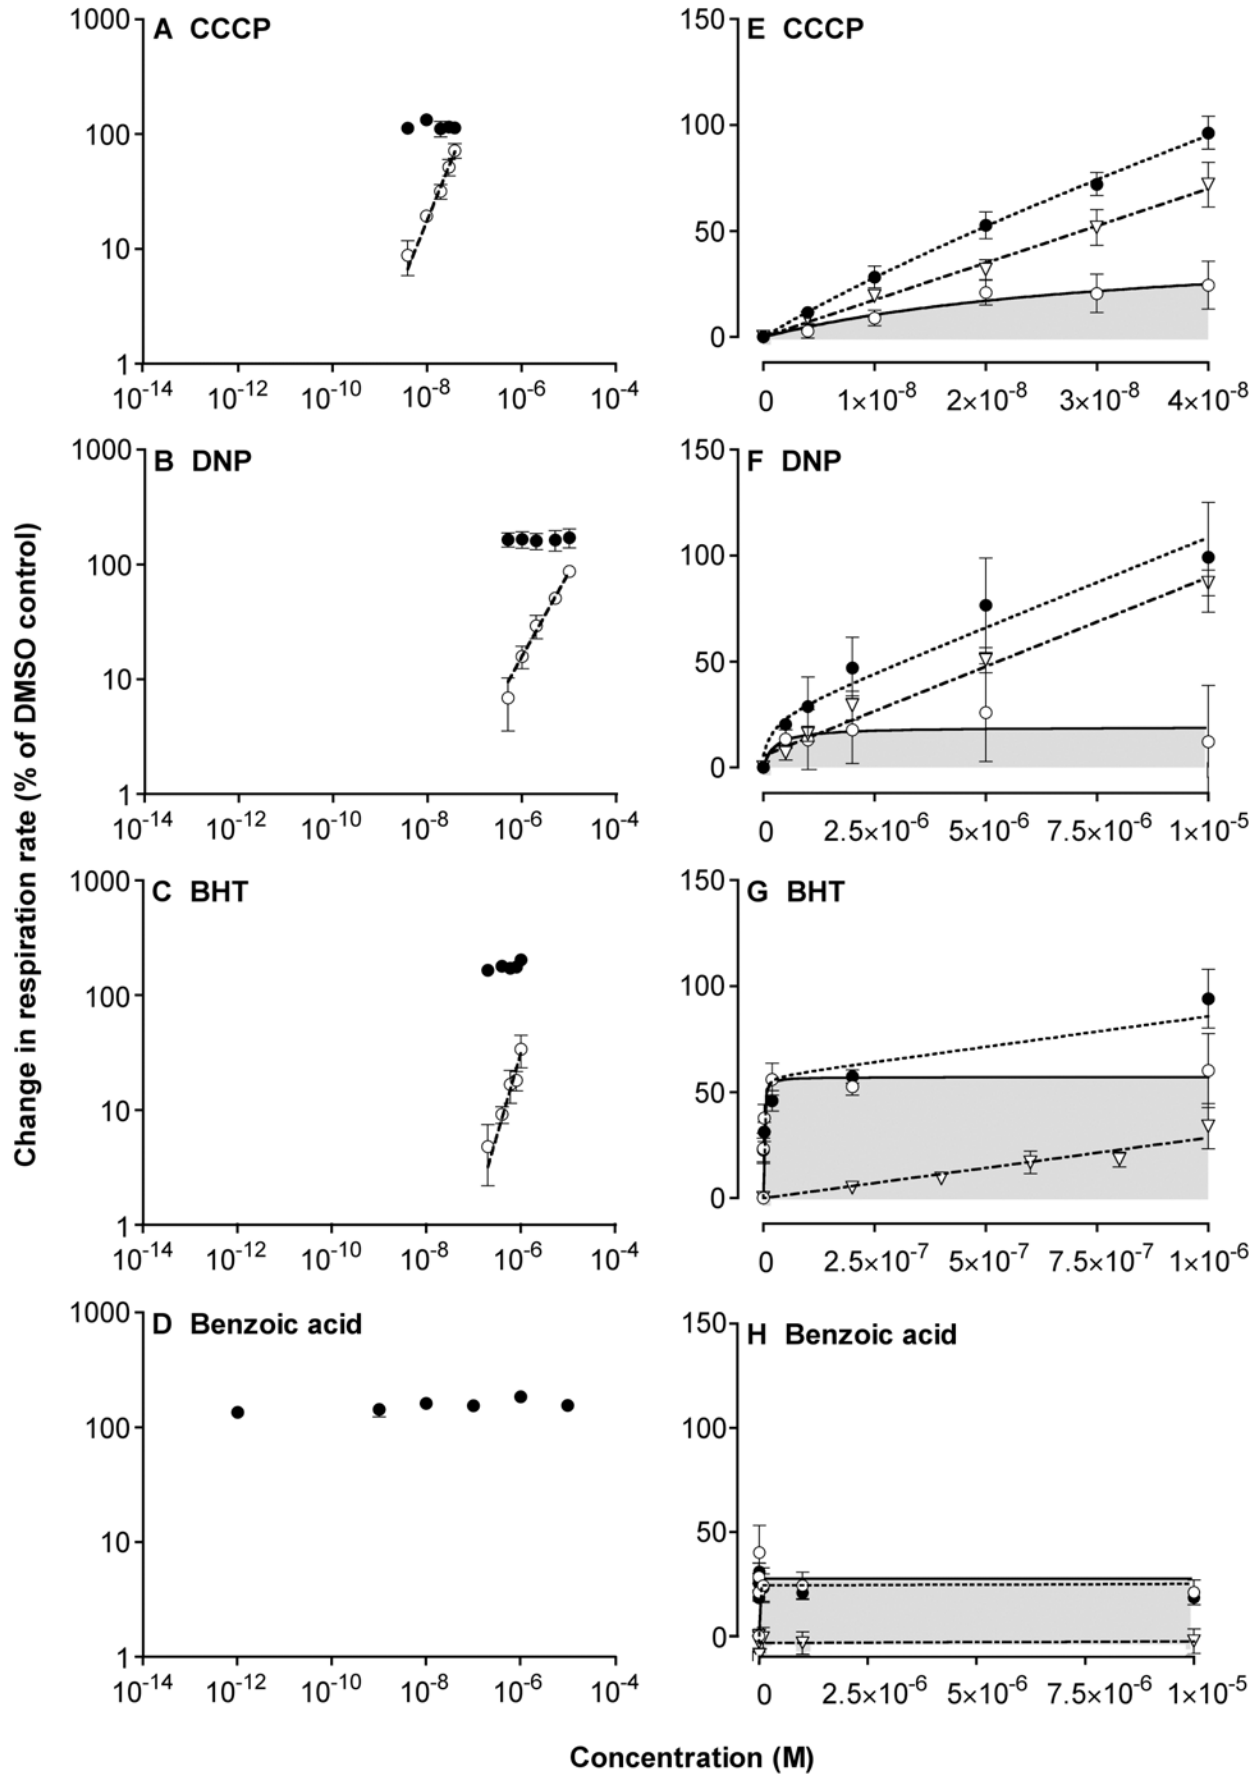 Change in respiration rate (% of DMSO control)
A CCCP
1000
100
10
1
10-14 10-12 10-10 10-8 10-6 10-4
E CCCP
150
100
50
0
0 1×10-8 2×10-8 3×10-8 4×10-8
B DNP
1000
100
10
1
10-14 10-12 10-10 10-8 10-6 10-4
F DNP
150
100
50
0
0 2.5×10-6 5×10-6 7.5×10-6 1×10-5
C BHT
1000
100
10
1
10-14 10-12 10-10 10-8 10-6 10-4
G BHT
150
100
50
0
0 2.5×10-7 5×10-7 7.5×10-7 1×10-6
D Benzoic acid
1000
100
10
1
10-14 10-12 10-10 10-8 10-6 10-4
H Benzoic acid
150
100
50
0
0 2.5×10-6 5×10-6 7.5×10-6 1×10-5
Concentration (M)